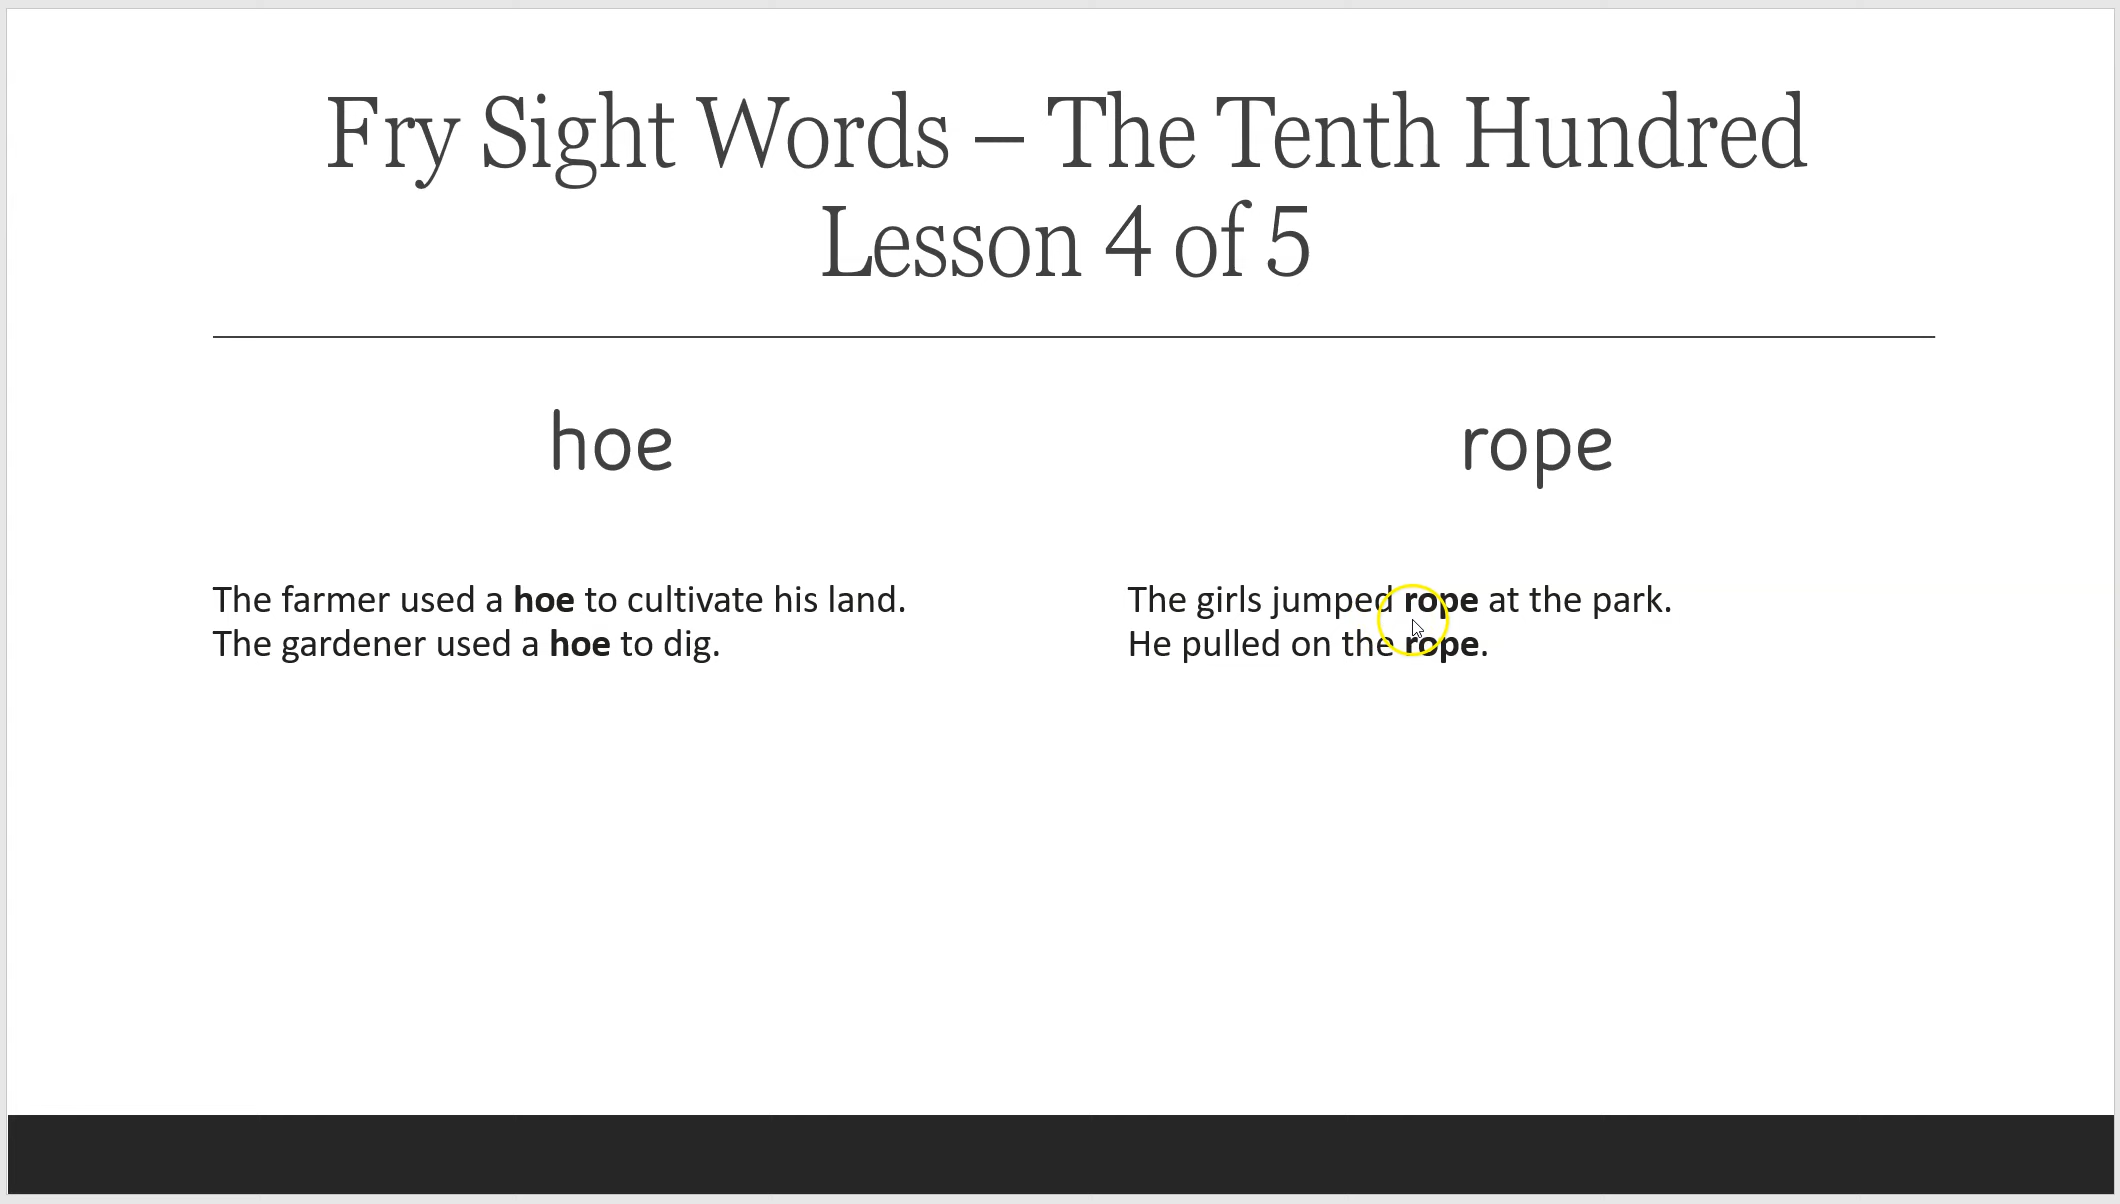 Fry Sight Words – The Tenth Hundred
Lesson 4 of 5
hoe
The farmer used a hoe to cultivate his land.
The gardener used a hoe to dig.
rope
The girls jumped rope at the park.
He pulled on the rope.